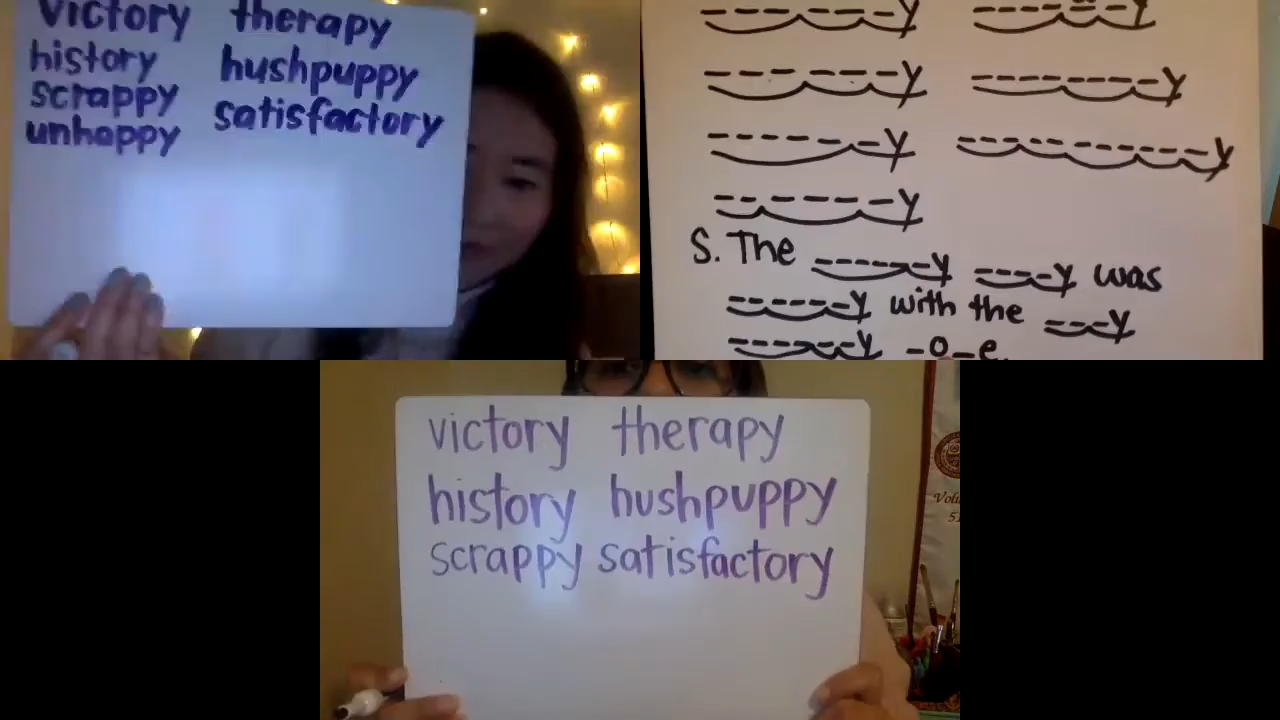 victory therapy
history hushpuppy
scrappy satisfactory
unhappy
_ _ _ _ _ _ y _ _ _ _ _ _ y
_ _ _ _ _ _ y _ _ _ _ _ _ _ y
_ _ _ _ _ _ y _ _ _ _ _ _ _ _ _ _ _ y
_ _ _ _ _ _ y
S. The _ _ _ _ _ _ y _ _ _ _ y was
_ _ _ _ _ _ y with the _ _ _ y
_ _ _ _ _ _ y _ o _ e.
victory therapy
history hushpuppy
scrappy satisfactory